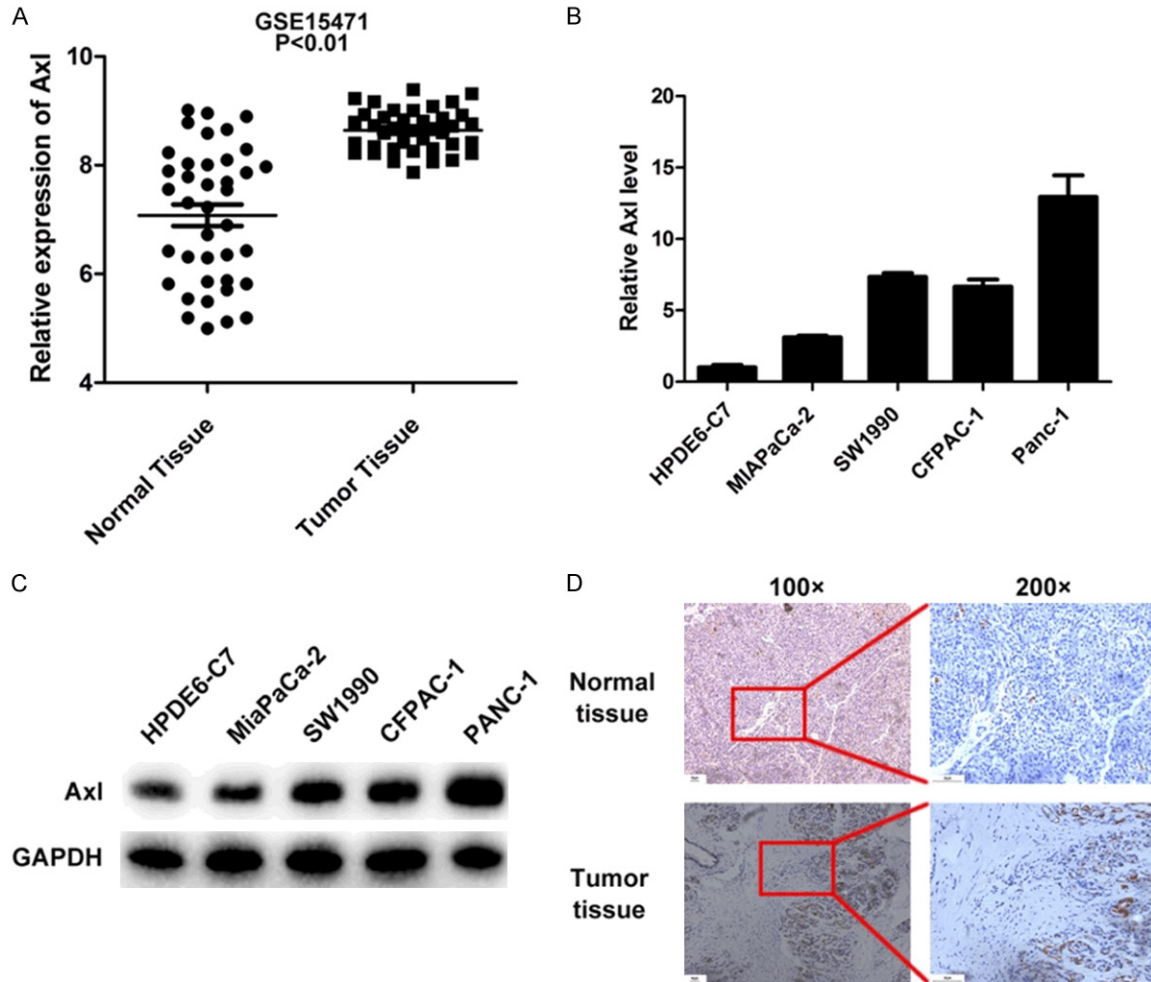 A
GSE15471
P<0.01
Relative expression of Axl
10
8
6
4
Normal Tissue
Tumor Tissue
B
Relative Axl level
20
15
10
5
0
HPDE6-C7
MIAPaCa-2
SW1990
CFPAC-1
Panc-1
C
HPDE6-C7
MiaPaCa-2
SW1990
CFPAC-1
PANC-1
Axl
GAPDH
D
100×
200×
Normal
tissue
Tumor
tissue